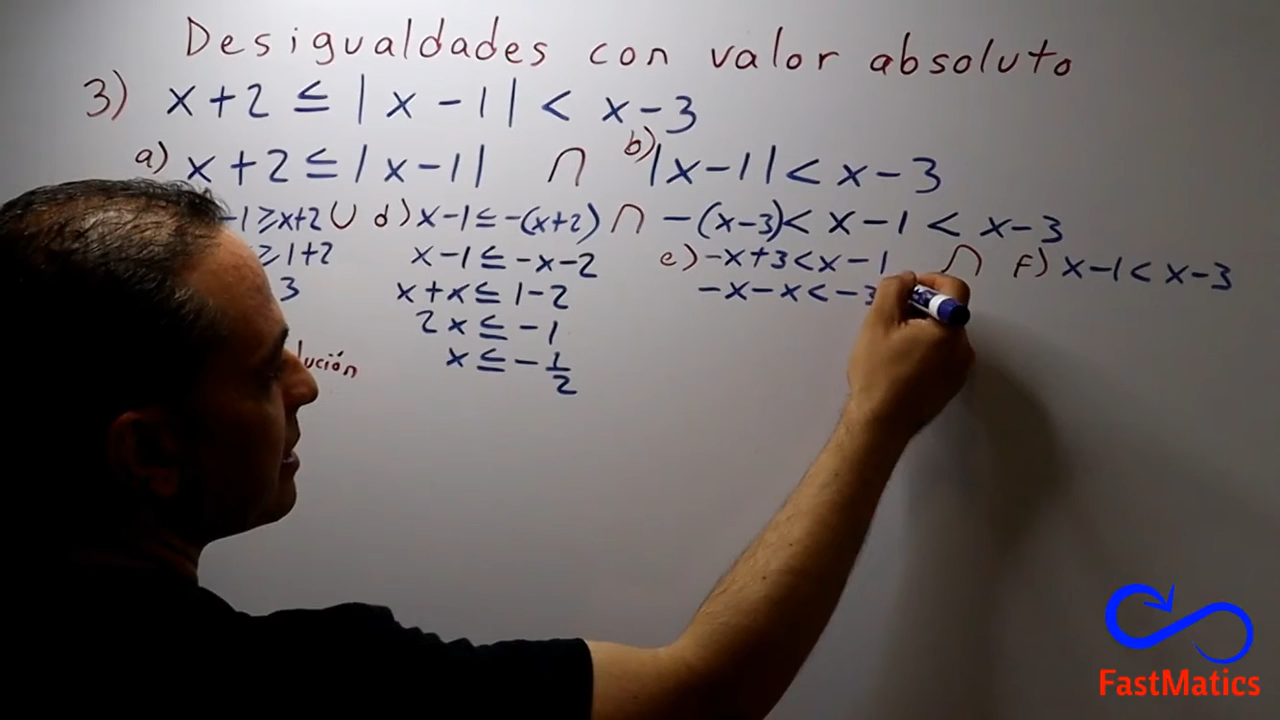 Desigualdades con valor absoluto
3) x+2 ≤ |x-1| < x-3
a) x+2 ≤ |x-1| ∩ b) |x-1| < x-3
-1 ≥ x+2 ∪ d) x-1 ≤ -(x+2) ∩ -(x-3) < x-1 < x-3
≥ 1+2 x-1 ≤ -x-2 e) -x+3 < x-1 ∩ f) x-1 < x-3
3 x+x ≤ 1-2 -x-x < -3
2x ≤ -1
lución x ≤ -1/2
FastMatics